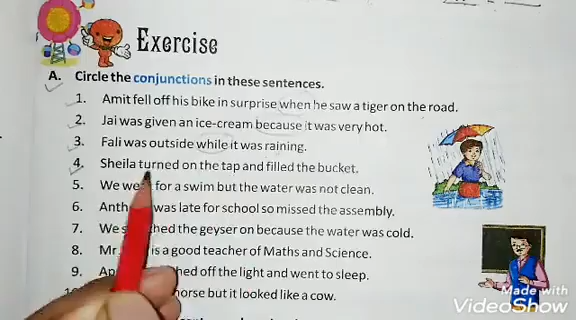 Exercise
A. Circle the conjunctions in these sentences.
1. Amit fell off his bike in surprise when he saw a tiger on the road.
2. Jai was given an ice-cream because it was very hot.
3. Fali was outside while it was raining.
4. Sheila turned on the tap and filled the bucket.
5. We for a swim but the water was not clean.
6. was late for school so missed the assembly.
7. We the geyser on because the water was cold.
8. Mr is a good teacher of Maths and Science.
9. off the light and went to sleep.
horse but it looked like a cow.
Made with
VideoShow